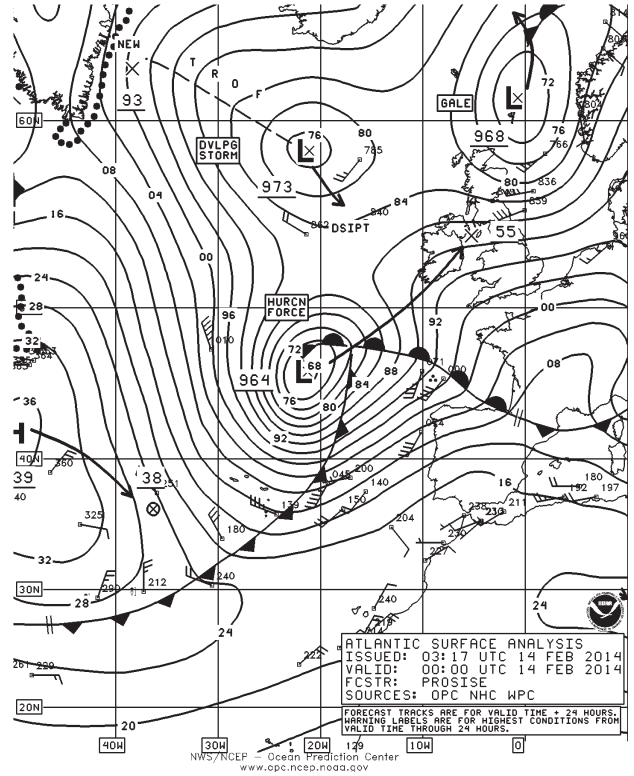 NEW
93
T R O F
DVLPG
STORM
76
80
785
973
DSIPT
862
840
84
GALE
72
968
76
766
80
836
839
55
60N
08
04
16
00
24
28
32
96
010
HURCN
FORCE
72
68
964
76
80
84
88
92
92
071
00
08
36
40N
39
40
360
38
325
32
30N
28
212
180
240
24
139
045
200
140
150
204
16
238
230
227
211
180
192
197
240
222
229
261
24
20N
20
40W
30W
20W
129
10W
0
ATLANTIC SURFACE ANALYSIS
ISSUED: 03:17 UTC 14 FEB 2014
VALID: 00:00 UTC 14 FEB 2014
FCSTR: PROSISE
SOURCES: OPC NHC WPC
FORECAST TRACKS ARE FOR VALID TIME + 24 HOURS.
WARNING LABELS ARE FOR HIGHEST CONDITIONS FROM
VALID TIME THROUGH 24 HOURS.
NWS/NCEP – Ocean Prediction Center
www.opc.ncep.noaa.gov